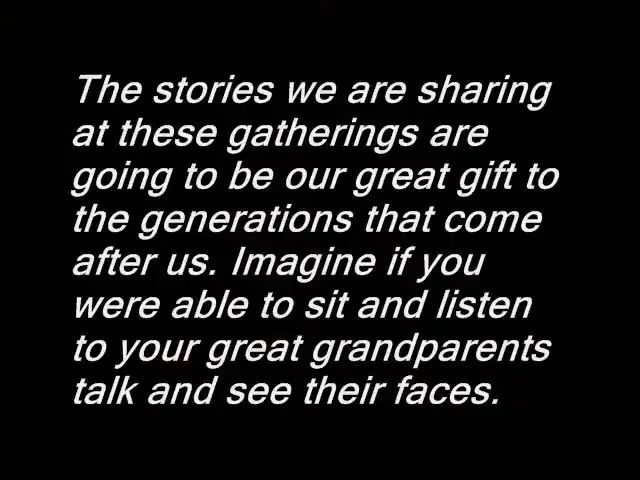 The stories we are sharing
at these gatherings are
going to be our great gift to
the generations that come
after us. Imagine if you
were able to sit and listen
to your great grandparents
talk and see their faces.